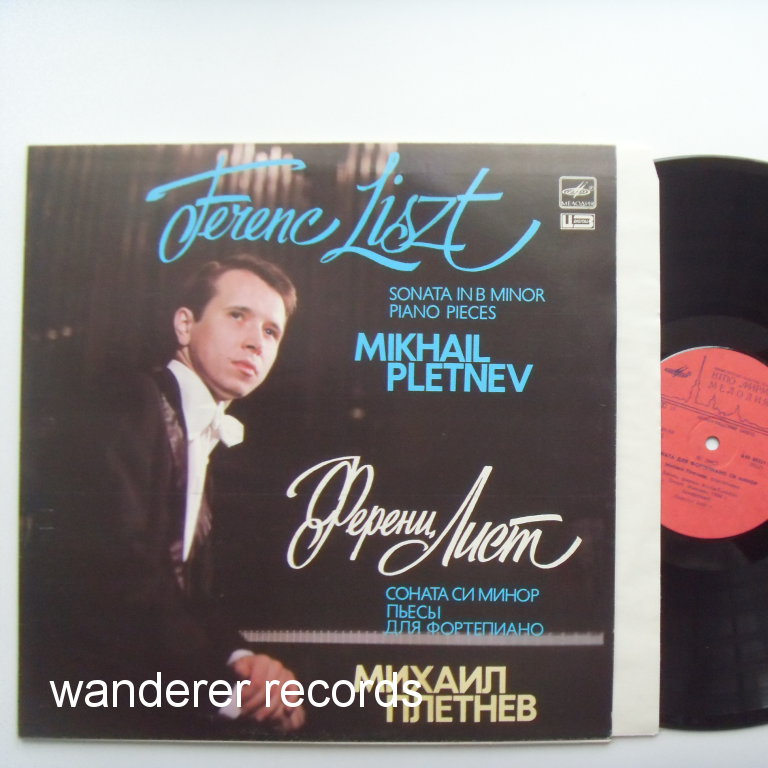 Ferenc Liszt
МЕЛОДИЯ
SONATA IN B MINOR
PIANO PIECES
MIKHAIL
PLETNEV
Ференц Лист
СОНАТА СИ МИНОР
ПЬЕСЫ
ДЛЯ ФОРТЕПИАНО
МИХАИЛ
ПЛЕТНЕВ
wanderer records
МЕЛОДИЯ